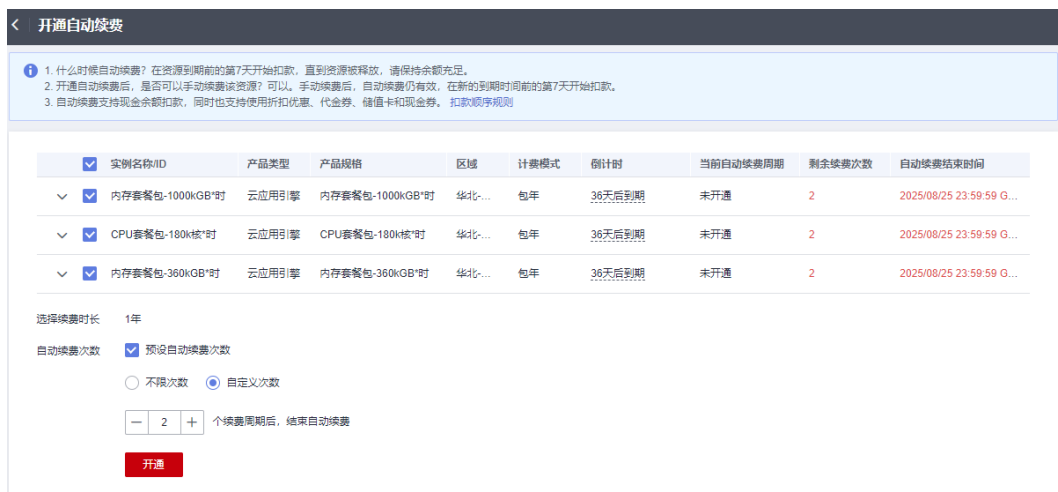 开通自动续费
1. 什么时候自动续费？在资源到期前的第7天开始扣款，直到资源被释放，请保持余额充足。
2. 开通自动续费后，是否可以手动续费该资源？可以。手动续费后，自动续费仍有效，在新的到期时间前的第7天开始扣款。
3. 自动续费支持现金余额扣款，同时也支持使用折扣优惠、代金券、储值卡和现金券。 扣款顺序规则
实例名称/ID 产品类型 产品规格 区域 计费模式 倒计时 当前自动续费周期 剩余续费次数 自动续费结束时间
内存套餐包-1000kGB*时 云应用引擎 内存套餐包-1000kGB*时 华北-... 包年 36天后到期 未开通 2 2025/08/25 23:59:59 G...
CPU套餐包-180k核*时 云应用引擎 CPU套餐包-180k核*时 华北-... 包年 36天后到期 未开通 2 2025/08/25 23:59:59 G...
内存套餐包-360kGB*时 云应用引擎 内存套餐包-360kGB*时 华北-... 包年 36天后到期 未开通 2 2025/08/25 23:59:59 G...
选择续费时长 1年
自动续费次数 预设自动续费次数
不限次数 自定义次数
2 个续费周期后，结束自动续费
开通